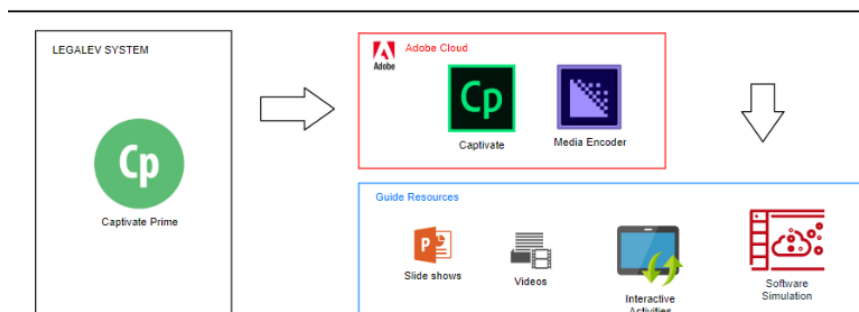 LEGALEV SYSTEM
Cp
Captivate Prime
Adobe
Adobe Cloud
Cp
Captivate
Media Encoder
Guide Resources
P
Slide shows
Videos
Interactive
Activities
Software
Simulation